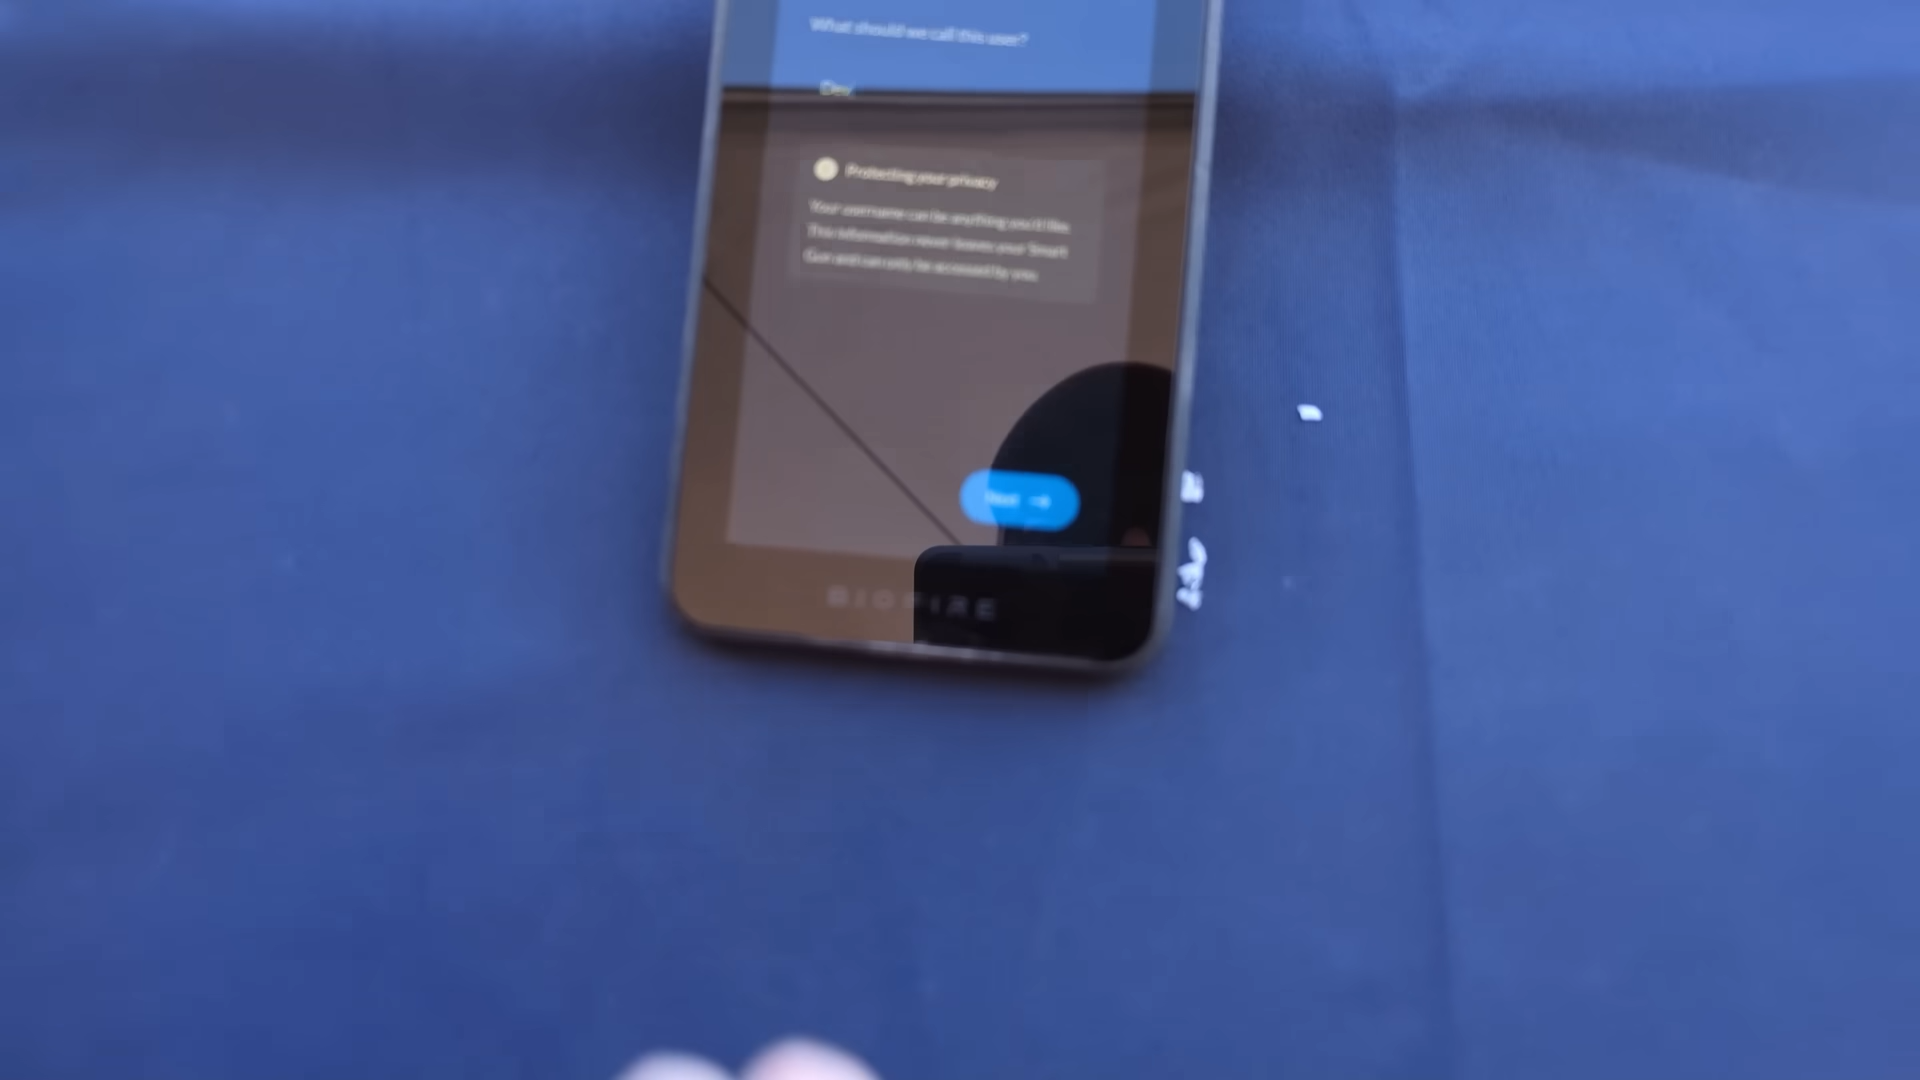 What should we call this user?
Dev
Protecting your privacy
Your username can be anything you'd like.
This information never leaves your Smart
Gun and can only be accessed by you.
Next
BIOFIRE